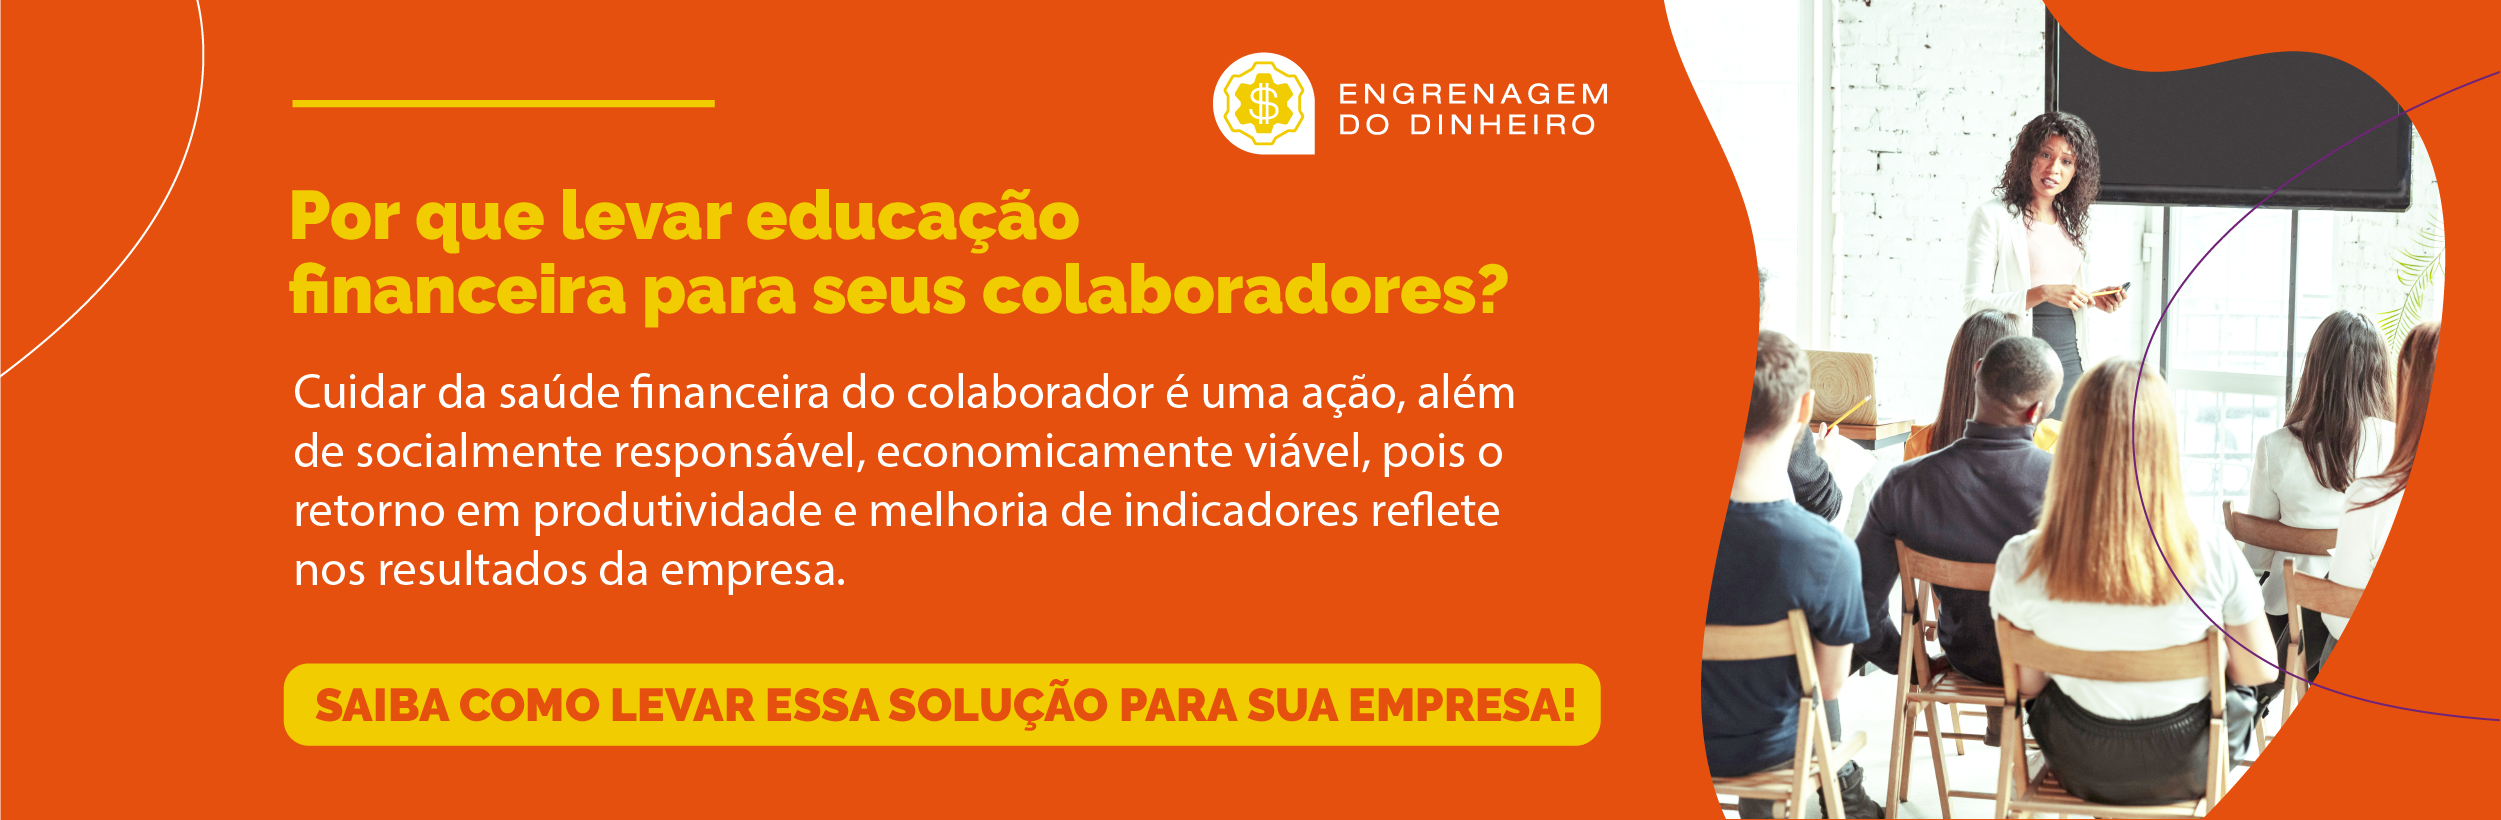 ENGRENAGEM
DO DINHEIRO
Por que levar educação
financeira para seus colaboradores?
Cuidar da saúde financeira do colaborador é uma ação, além
de socialmente responsável, economicamente viável, pois o
retorno em produtividade e melhoria de indicadores reflete
nos resultados da empresa.
SAIBA COMO LEVAR ESSA SOLUÇÃO PARA SUA EMPRESA!